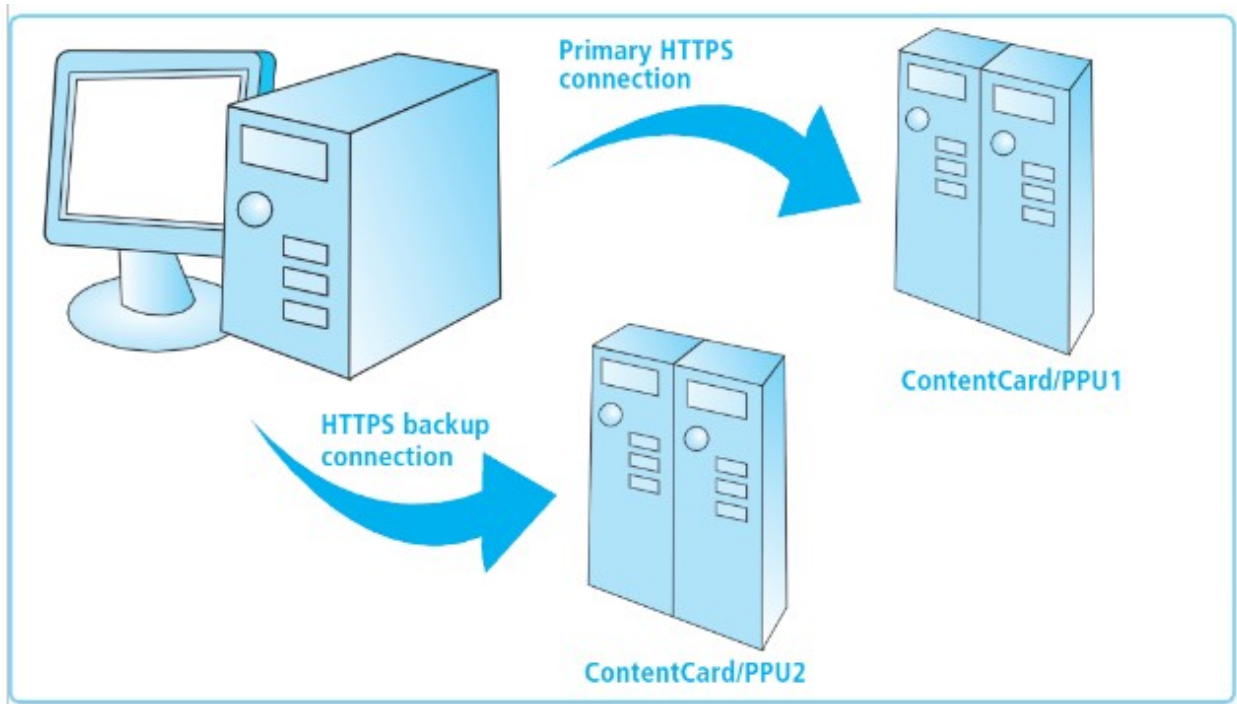 Primary HTTPS
connection
ContentCard/PPU1
HTTPS backup
connection
ContentCard/PPU2